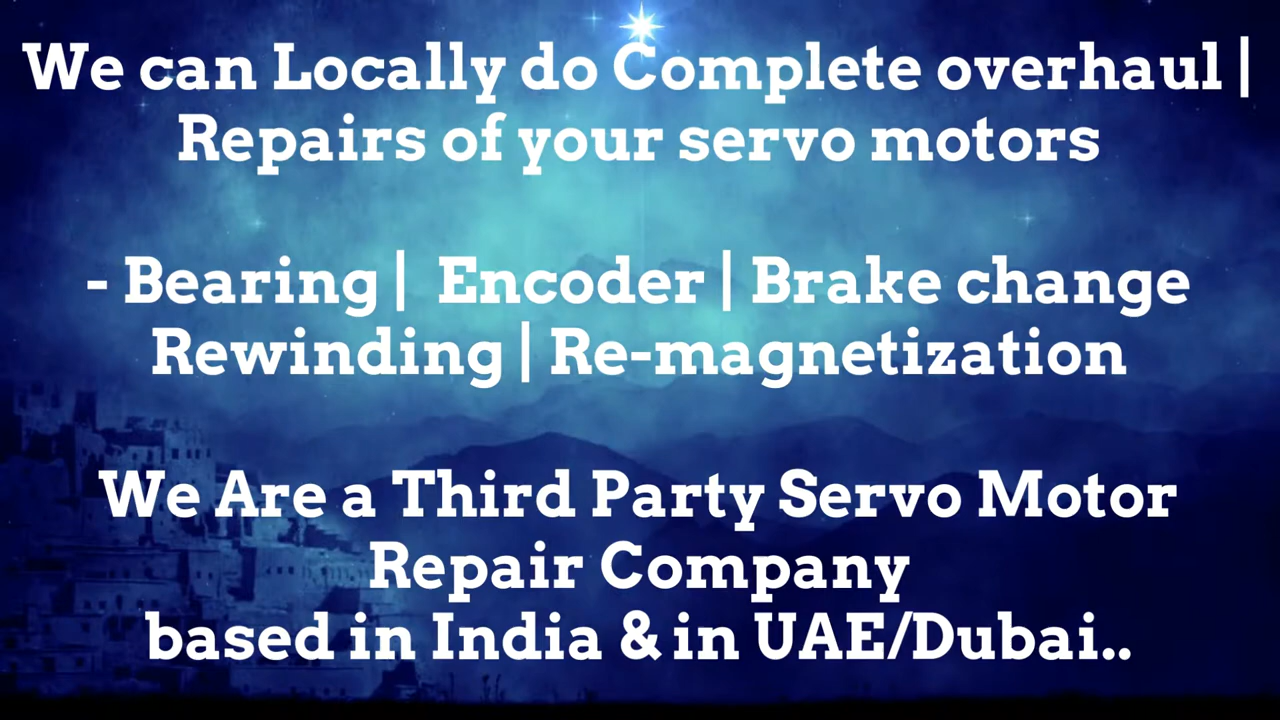 We can Locally do Complete overhaul |
Repairs of your servo motors
- Bearing | Encoder | Brake change
Rewinding | Re-magnetization
We Are a Third Party Servo Motor
Repair Company
based in India & in UAE/Dubai..